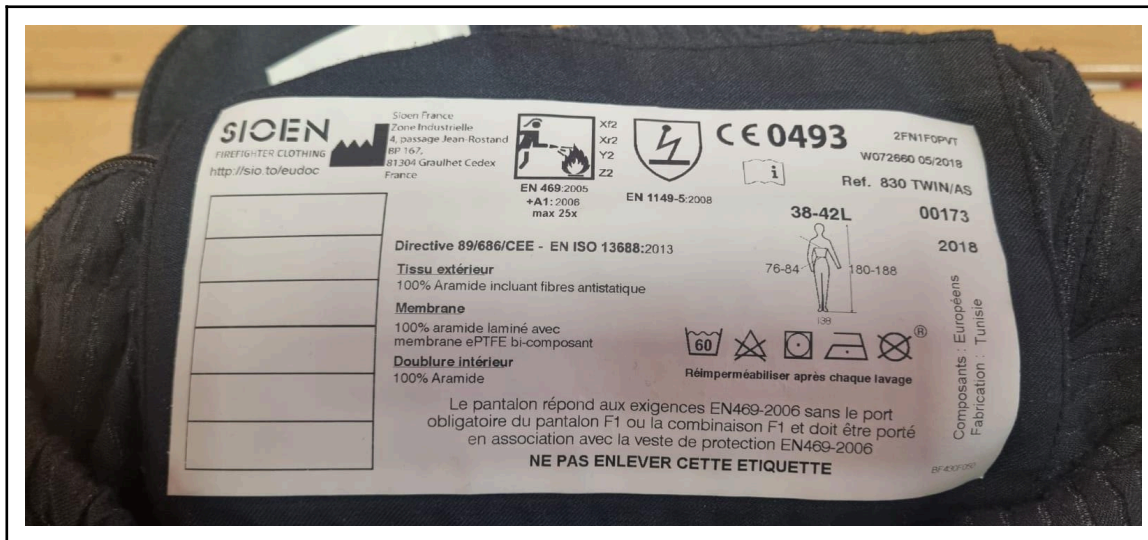 SIOEN
FIREFIGHTER CLOTHING
http://sio.to/eudoc
Sioen France
Zone Industrielle
4, passage Jean-Rostand
BP 167,
81304 Graulhet Cedex
France
Xf2
Xr2
Y2
Z2
EN 469:2005
+A1:2006
max 25x
EN 1149-5:2008
CE 0493
i
2FN1F0PVT
W072660 05/2018
Ref. 830 TWIN/AS
38-42L
00173
2018
76-84
180-188
Directive 89/686/CEE - EN ISO 13688:2013
Tissu extérieur
100% Aramide incluant fibres antistatique
Membrane
100% aramide laminé avec
membrane ePTFE bi-composant
Doublure intérieur
100% Aramide
60
®
Réimperméabiliser après chaque lavage
Composants : Européens
Fabrication : Tunisie
Le pantalon répond aux exigences EN469-2006 sans le port
obligatoire du pantalon F1 ou la combinaison F1 et doit être porté
en association avec la veste de protection EN469-2006
NE PAS ENLEVER CETTE ETIQUETTE